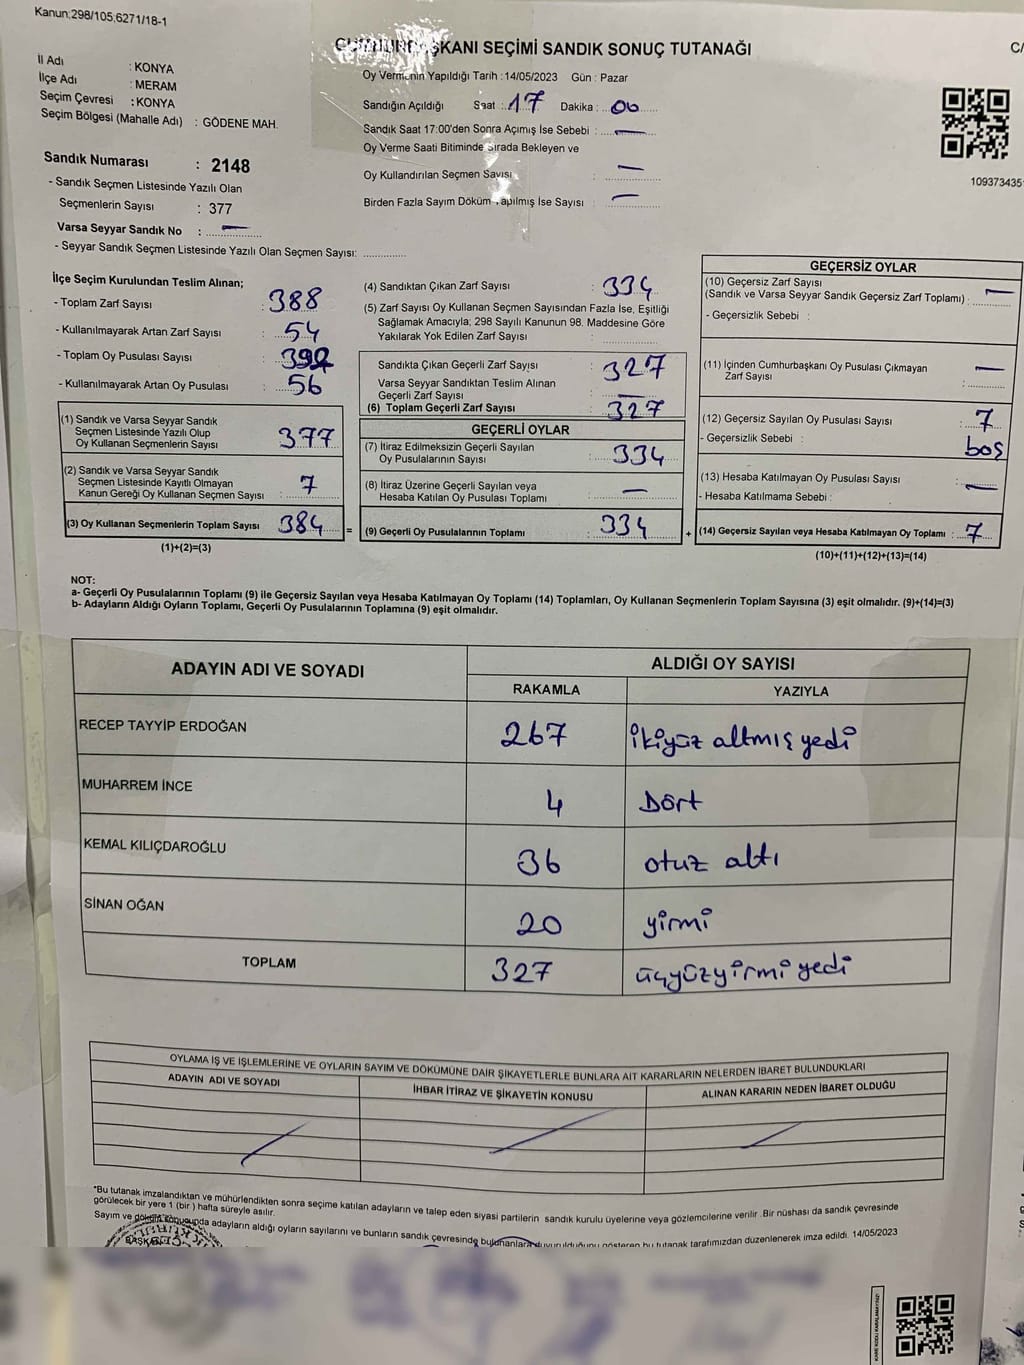 Kanun;298/105;6271/18-1
CUMHURBAŞKANI SEÇİMİ SANDIK SONUÇ TUTANAĞI
C/
İl Adı : KONYA
İlçe Adı : MERAM
Seçim Çevresi : KONYA
Seçim Bölgesi (Mahalle Adı) : GÖDENE MAH.
Oy Vermenin Yapıldığı Tarih : 14/05/2023 Gün : Pazar
Sandığın Açıldığı Saat : 17 Dakika : 00
Sandık Saat 17:00'den Sonra Açımış İse Sebebi : —
Oy Verme Saati Bitiminde Sırada Bekleyen ve
Oy Kullandırılan Seçmen Sayısı : —
Birden Fazla Sayım Döküm Yapılmış İse Sayısı : —
109373435
Sandık Numarası : 2148
- Sandık Seçmen Listesinde Yazılı Olan
Seçmenlerin Sayısı : 377
Varsa Seyyar Sandık No : —
- Seyyar Sandık Seçmen Listesinde Yazılı Olan Seçmen Sayısı:
İlçe Seçim Kurulundan Teslim Alınan;
- Toplam Zarf Sayısı : 388
- Kullanılmayarak Artan Zarf Sayısı : 54
- Toplam Oy Pusulası Sayısı :
- Kullanılmayarak Artan Oy Pusulası : 56
(1) Sandık ve Varsa Seyyar Sandık
Seçmen Listesinde Yazılı Olup
Oy Kullanan Seçmenlerin Sayısı : 377
(2) Sandık ve Varsa Seyyar Sandık
Seçmen Listesinde Kayıtlı Olmayan
Kanun Gereği Oy Kullanan Seçmen Sayısı : 7
(3) Oy Kullanan Seçmenlerin Toplam Sayısı 384 =
(1)+(2)=(3)
(4) Sandıktan Çıkan Zarf Sayısı : 334
(5) Zarf Sayısı Oy Kullanan Seçmen Sayısından Fazla İse, Eşitliği
Sağlamak Amacıyla; 298 Sayılı Kanunun 98. Maddesine Göre
Yakılarak Yok Edilen Zarf Sayısı :
Sandıkta Çıkan Geçerli Zarf Sayısı : 327
Varsa Seyyar Sandıktan Teslim Alınan
Geçerli Zarf Sayısı : —
(6) Toplam Geçerli Zarf Sayısı : 327
GEÇERLİ OYLAR
(7) İtiraz Edilmeksizin Geçerli Sayılan
Oy Pusulalarının Sayısı : 334
(8) İtiraz Üzerine Geçerli Sayılan veya
Hesaba Katılan Oy Pusulası Toplamı : —
(9) Geçerli Oy Pusulalarının Toplamı : 334 +
GEÇERSİZ OYLAR
(10) Geçersiz Zarf Sayısı
(Sandık ve Varsa Seyyar Sandık Geçersiz Zarf Toplamı) : —
- Geçersizlik Sebebi :
(11) İçinden Cumhurbaşkanı Oy Pusulası Çıkmayan
Zarf Sayısı : —
(12) Geçersiz Sayılan Oy Pusulası Sayısı : 7
- Geçersizlik Sebebi : boş
(13) Hesaba Katılmayan Oy Pusulası Sayısı : —
- Hesaba Katılmama Sebebi :
(14) Geçersiz Sayılan veya Hesaba Katılmayan Oy Toplamı : 7
(10)+(11)+(12)+(13)=(14)
NOT:
a- Geçerli Oy Pusulalarının Toplamı (9) ile Geçersiz Sayılan veya Hesaba Katılmayan Oy Toplamı (14) Toplamları, Oy Kullanan Seçmenlerin Toplam Sayısına (3) eşit olmalıdır. (9)+(14)=(3)
b- Adayların Aldığı Oyların Toplamı, Geçerli Oy Pusulalarının Toplamına (9) eşit olmalıdır.
ADAYIN ADI VE SOYADI
ALDIĞI OY SAYISI
RAKAMLA YAZIYLA
RECEP TAYYİP ERDOĞAN 267 ikiyüz altmış yedi
MUHARREM İNCE 4 Dört
KEMAL KILIÇDAROĞLU 36 otuz altı
SİNAN OĞAN 20 yirmi
TOPLAM 327 üçyüzyirmi yedi
OYLAMA İŞ VE İŞLEMLERİNE VE OYLARIN SAYIM VE DÖKÜMÜNE DAİR ŞİKAYETLERLE BUNLARA AİT KARARLARIN NELERDEN İBARET BULUNDUKLARI
ADAYIN ADI VE SOYADI İHBAR İTİRAZ VE ŞİKAYETİN KONUSU ALINAN KARARIN NEDEN İBARET OLDUĞU
*Bu tutanak imzalandıktan ve mühürlendikten sonra seçime katılan adayların ve talep eden siyasi partilerin sandık kurulu üyelerine veya gözlemcilerine verilir .Bir nüshası da sandık çevresinde
görülecek bir yere 1 (bir ) hafta süreyle asılır.
Sayım ve döküm sonucunda adayların aldığı oyların sayılarını ve bunların sandık çevresinde bulunanlara duyurulduğunu gösteren bu tutanak tarafımızdan düzenlenerek imza edildi. 14/05/2023